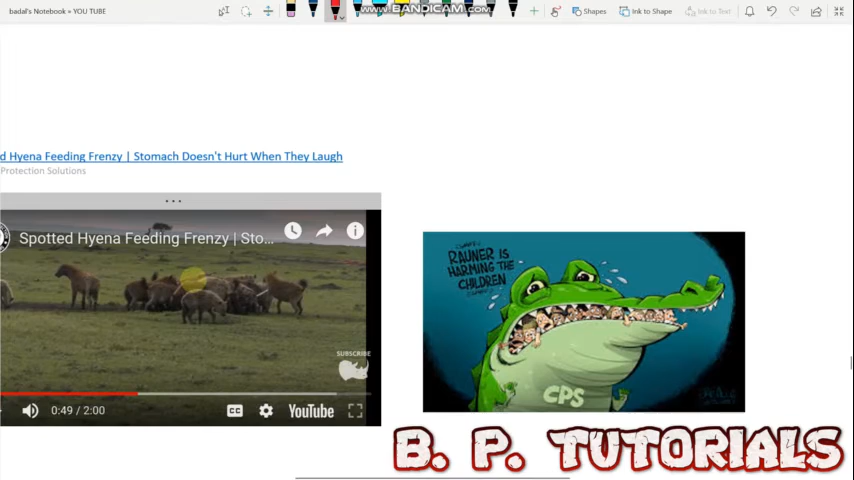 badal's Notebook » YOU TUBE
WWW.BANDICAM.COM
Shapes
Ink to Shape
Ink to Text
d Hyena Feeding Frenzy | Stomach Doesn't Hurt When They Laugh
Protection Solutions
Spotted Hyena Feeding Frenzy | Sto...
SUBSCRIBE
0:49 / 2:00
CC
YouTube
RAUNER IS
HARMING THE
CHILDREN
CPS
B. P. TUTORIALS